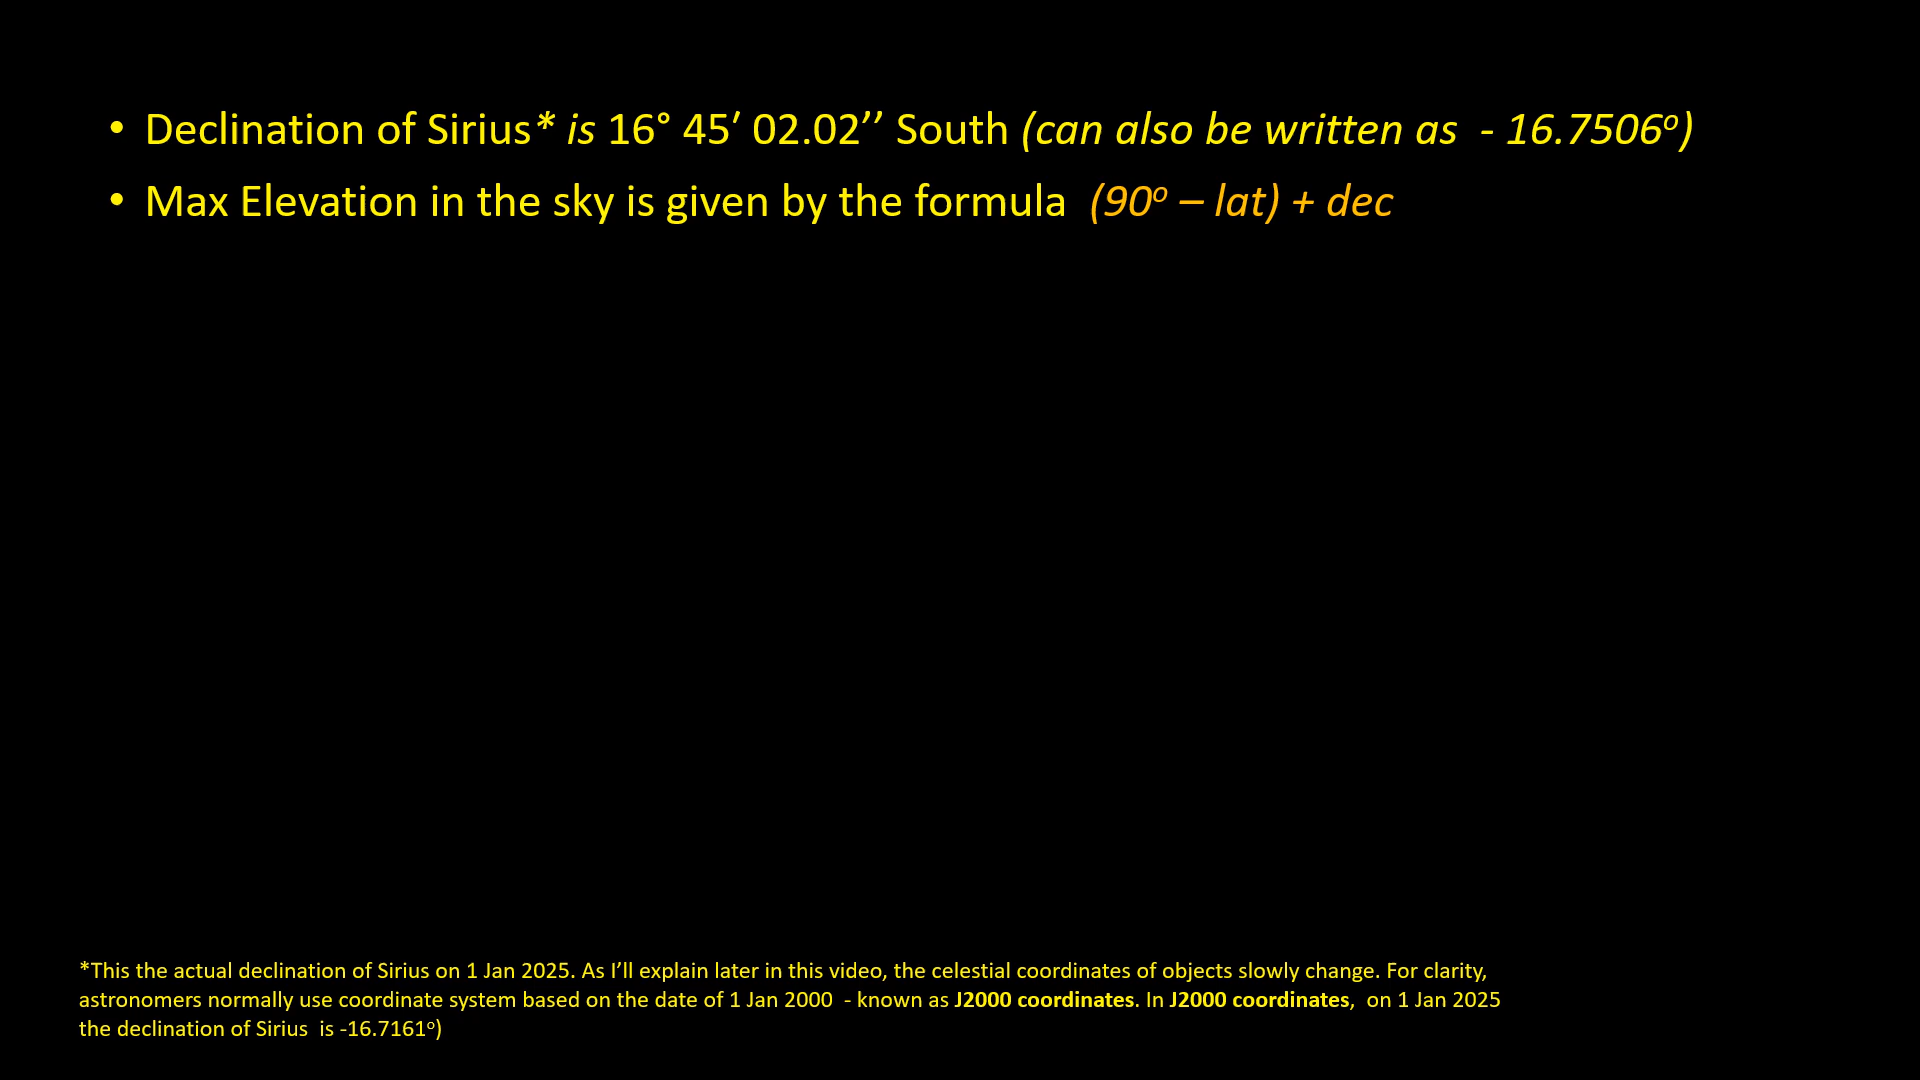 • Declination of Sirius* is 16° 45′ 02.02’’ South (can also be written as  - 16.7506º)
• Max Elevation in the sky is given by the formula  (90º – lat) + dec
*This the actual declination of Sirius on 1 Jan 2025. As I’ll explain later in this video, the celestial coordinates of objects slowly change. For clarity,
astronomers normally use coordinate system based on the date of 1 Jan 2000  - known as J2000 coordinates. In J2000 coordinates,  on 1 Jan 2025
the declination of Sirius  is -16.7161º)